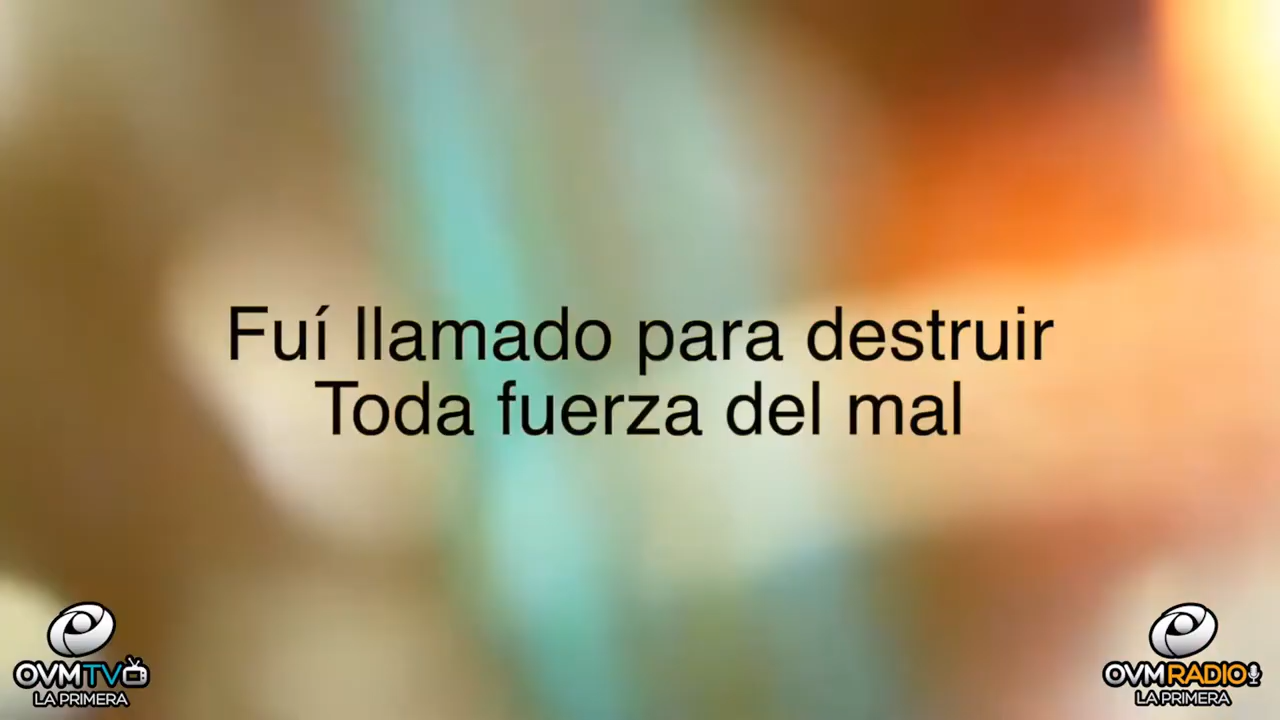 Fuí llamado para destruir
Toda fuerza del mal
OVMTV
LA PRIMERA
OVMRADIO
LA PRIMERA